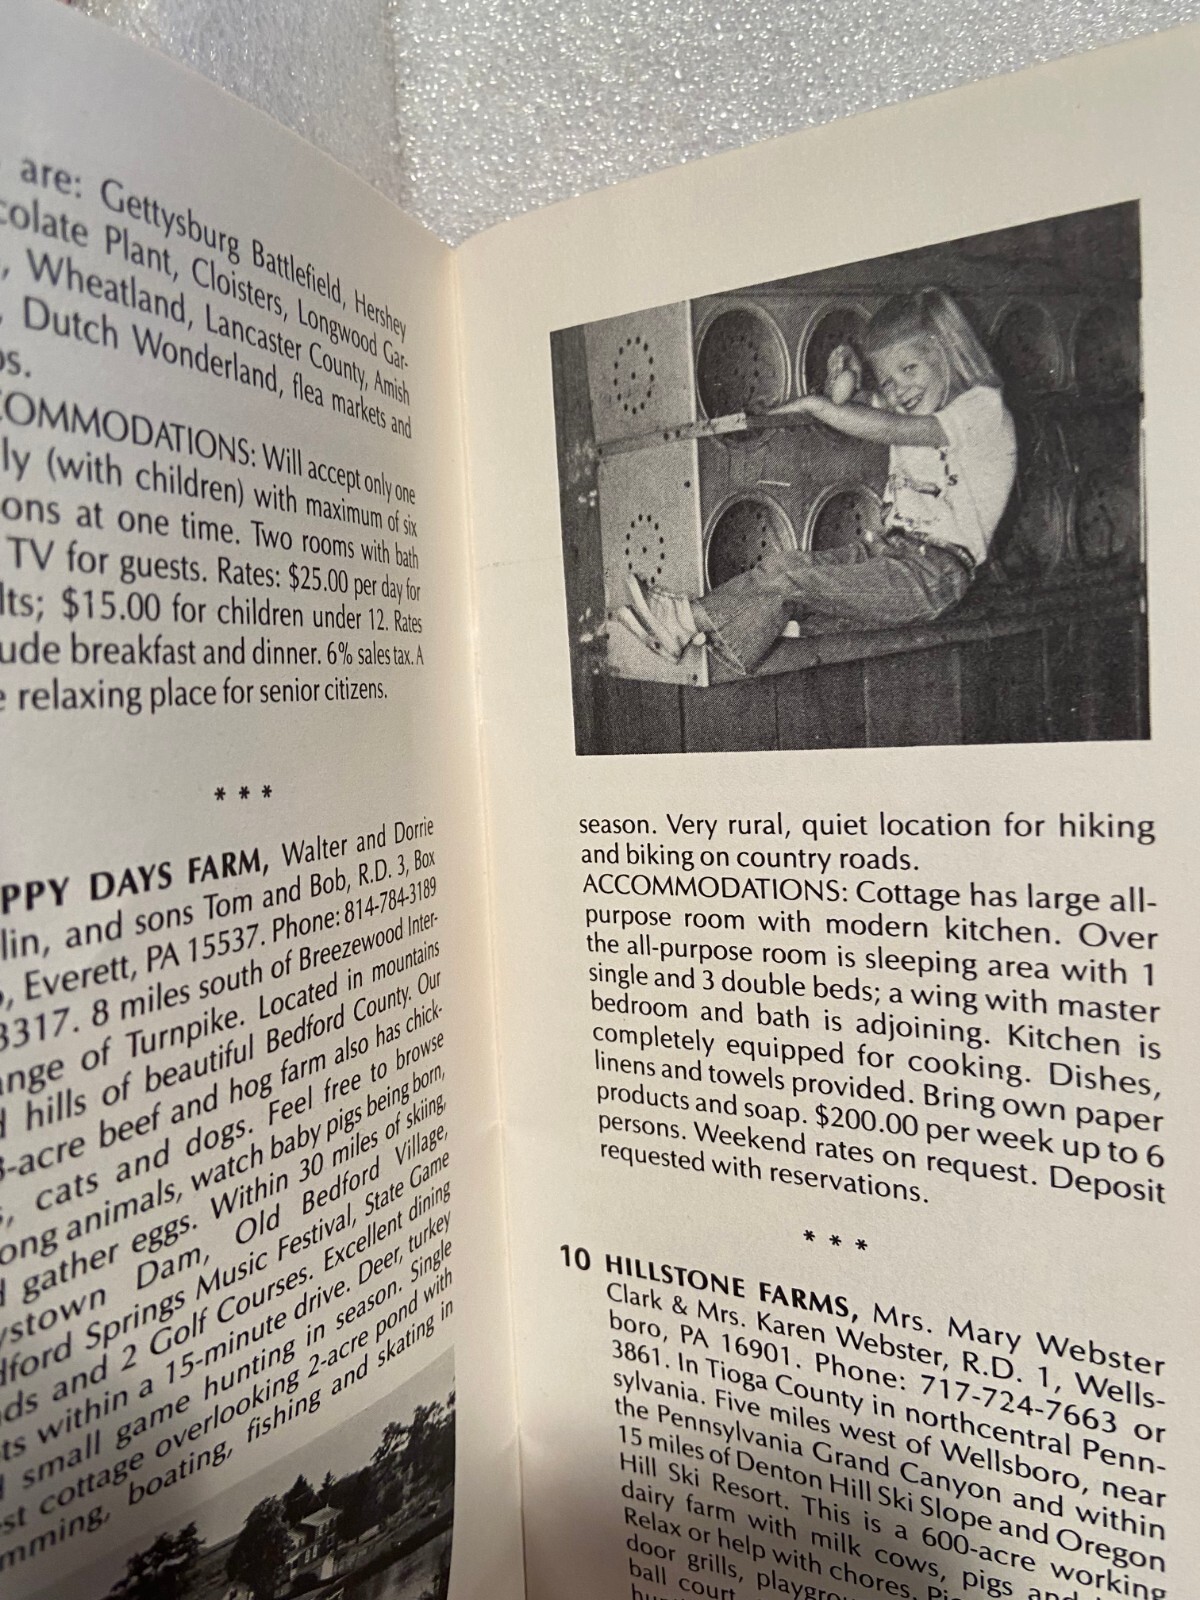 are: Gettysburg Battlefield, Hershey
colate Plant, Cloisters, Longwood Gar-
, Wheatland, Lancaster County, Amish
, Dutch Wonderland, flea markets and
os.
COMMODATIONS: Will accept only one
ly (with children) with maximum of six
ons at one time. Two rooms with bath
TV for guests. Rates: $25.00 per day for
lts; $15.00 for children under 12. Rates
ude breakfast and dinner. 6% sales tax. A
e relaxing place for senior citizens.
* * *
PPY DAYS FARM, Walter and Dorrie
lin, and sons Tom and Bob, R.D. 3, Box
, Everett, PA 15537. Phone: 814-784-3189
3317. 8 miles south of Breezewood Inter-
ange of Turnpike. Located in mountains
d hills of beautiful Bedford County. Our
-acre beef and hog farm also has chick-
, cats and dogs. Feel free to browse
ong animals, watch baby pigs being born,
d gather eggs. Within 30 miles of skiing,
ystown Dam, Old Bedford Village,
dford Springs Music Festival, State Game
ds and 2 Golf Courses. Excellent dining
ts within a 15-minute drive. Deer, turkey
d small game hunting in season. Single
st cottage overlooking 2-acre pond with
mming, boating, fishing and skating in
season. Very rural, quiet location for hiking
and biking on country roads.
ACCOMMODATIONS: Cottage has large all-
purpose room with modern kitchen. Over
the all-purpose room is sleeping area with 1
single and 3 double beds; a wing with master
bedroom and bath is adjoining. Kitchen is
completely equipped for cooking. Dishes,
linens and towels provided. Bring own paper
products and soap. $200.00 per week up to 6
persons. Weekend rates on request. Deposit
requested with reservations.
* * *
10 HILLSTONE FARMS, Mrs. Mary Webster
Clark & Mrs. Karen Webster, R.D. 1, Wells-
boro, PA 16901. Phone: 717-724-7663 or
3861. In Tioga County in northcentral Penn-
sylvania. Five miles west of Wellsboro, near
the Pennsylvania Grand Canyon and within
15 miles of Denton Hill Ski Slope and Oregon
Hill Ski Resort. This is a 600-acre working
dairy farm with milk cows, pigs and
Relax or help with chores.
door grills,
ball court